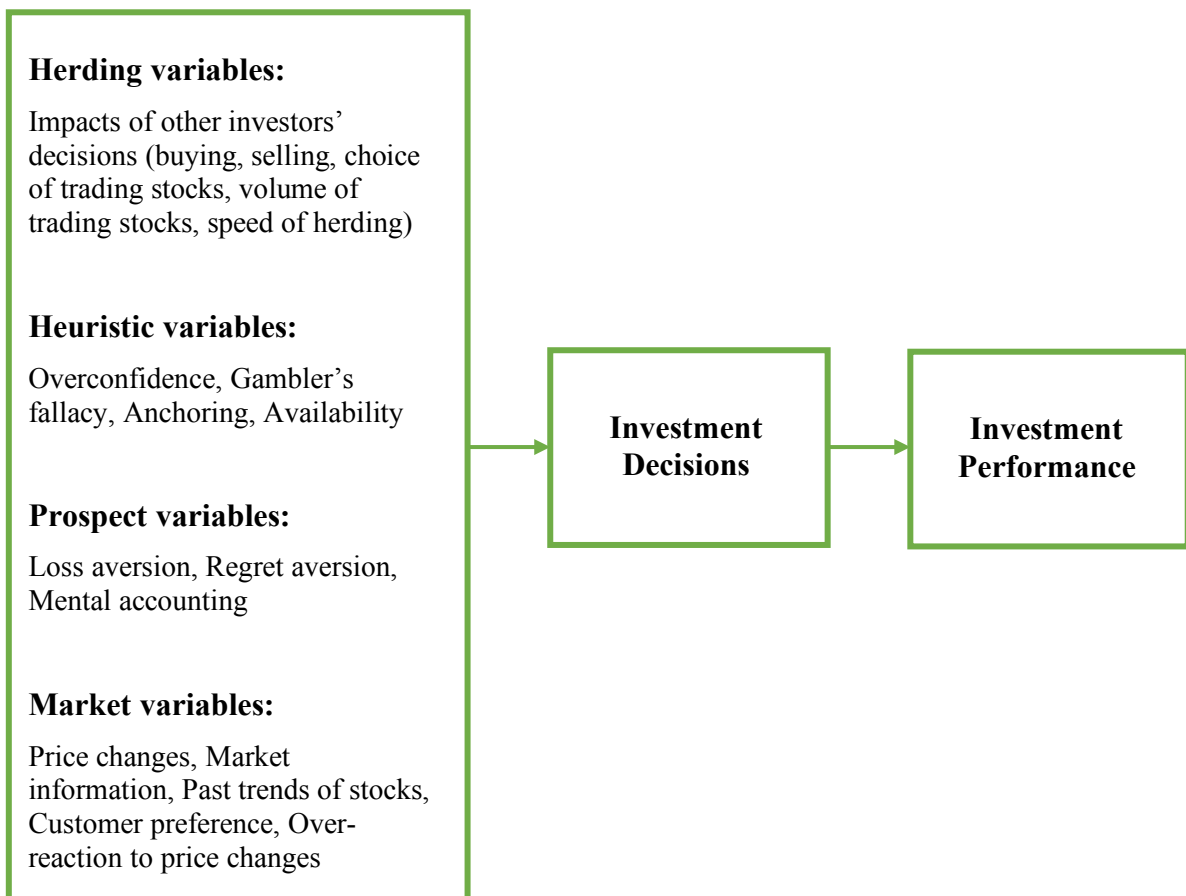 Herding variables:
Impacts of other investors’
decisions (buying, selling, choice
of trading stocks, volume of
trading stocks, speed of herding)
Heuristic variables:
Overconfidence, Gambler’s
fallacy, Anchoring, Availability
Prospect variables:
Loss aversion, Regret aversion,
Mental accounting
Market variables:
Price changes, Market
information, Past trends of stocks,
Customer preference, Over-
reaction to price changes
Investment
Decisions
Investment
Performance